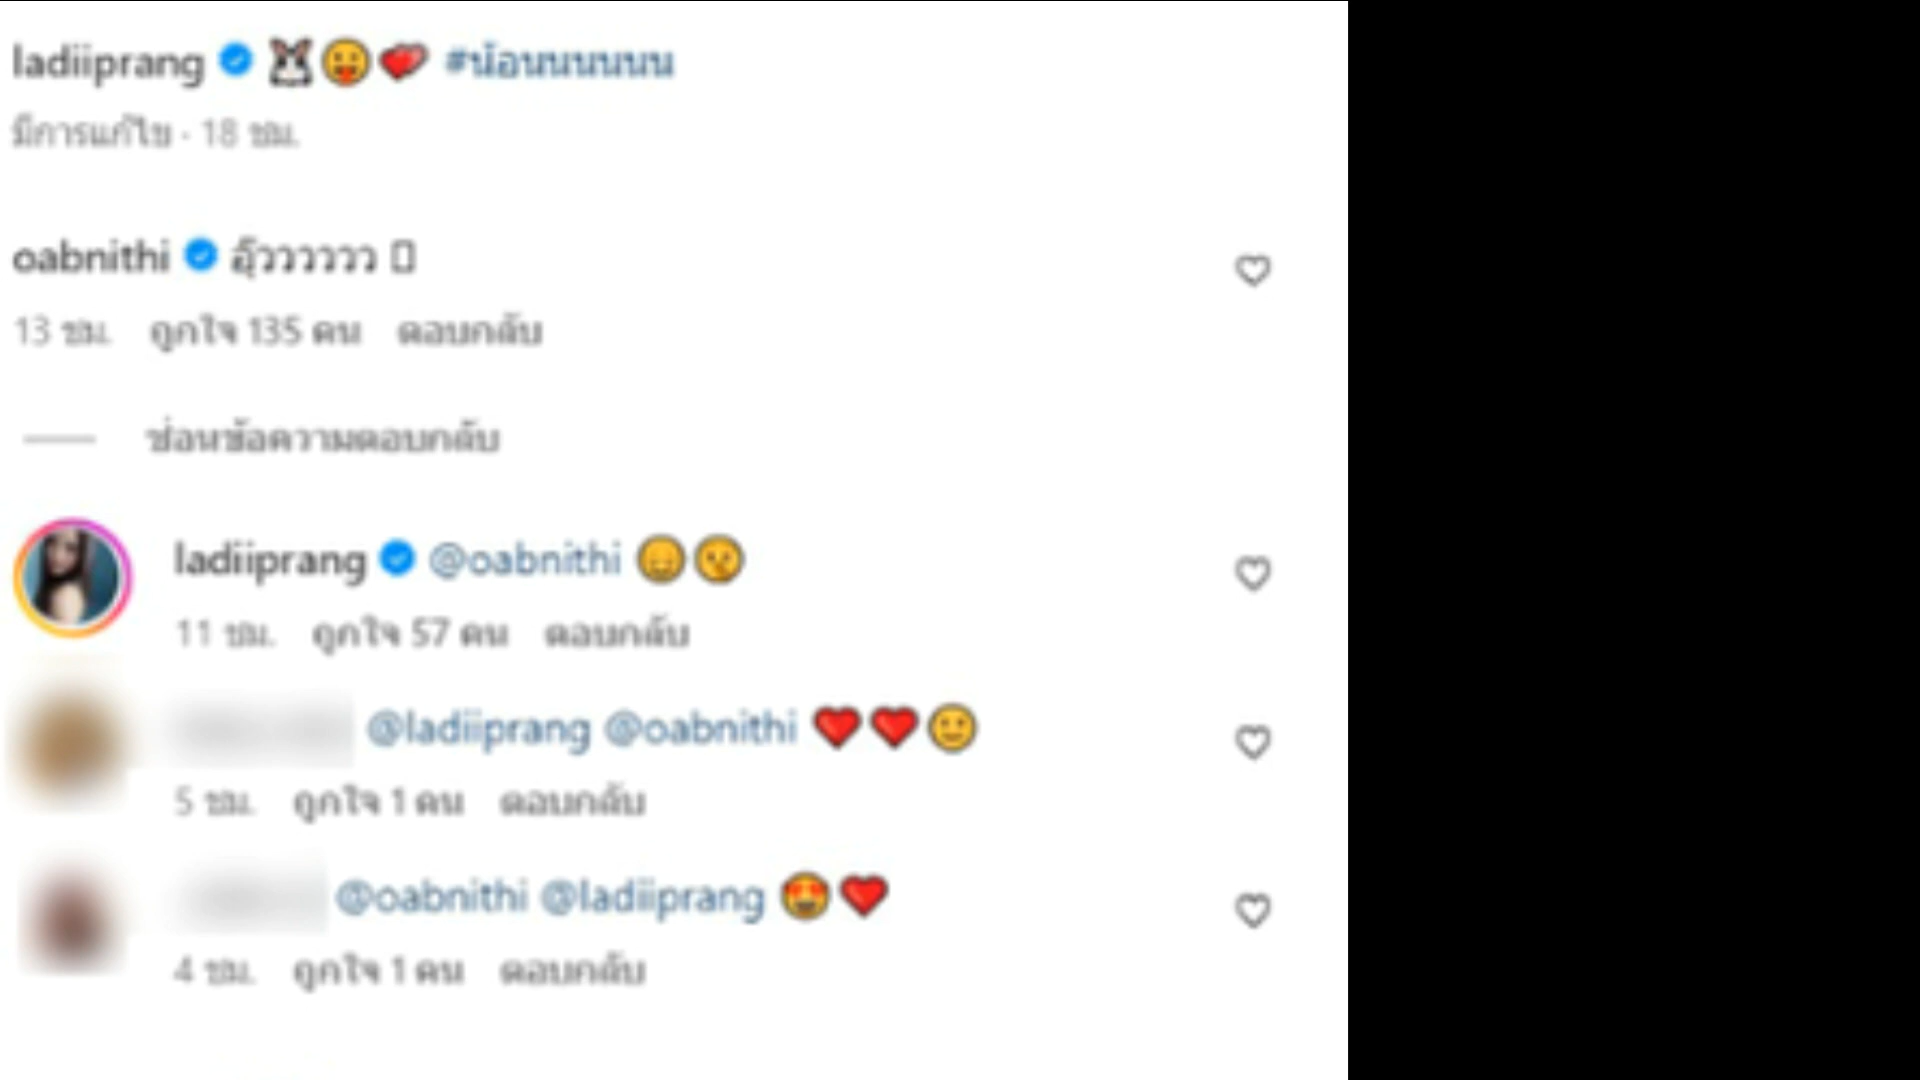 ladiiprang #น้อนนนนนน
มีการแก้ไข · 18 ชม.
oabnithi อุ๊วววววว
13 ชม. ถูกใจ 135 คน ตอบกลับ
ซ่อนข้อความตอบกลับ
ladiiprang @oabnithi
11 ชม. ถูกใจ 57 คน ตอบกลับ
@ladiiprang @oabnithi
5 ชม. ถูกใจ 1 คน ตอบกลับ
@oabnithi @ladiiprang
4 ชม. ถูกใจ 1 คน ตอบกลับ